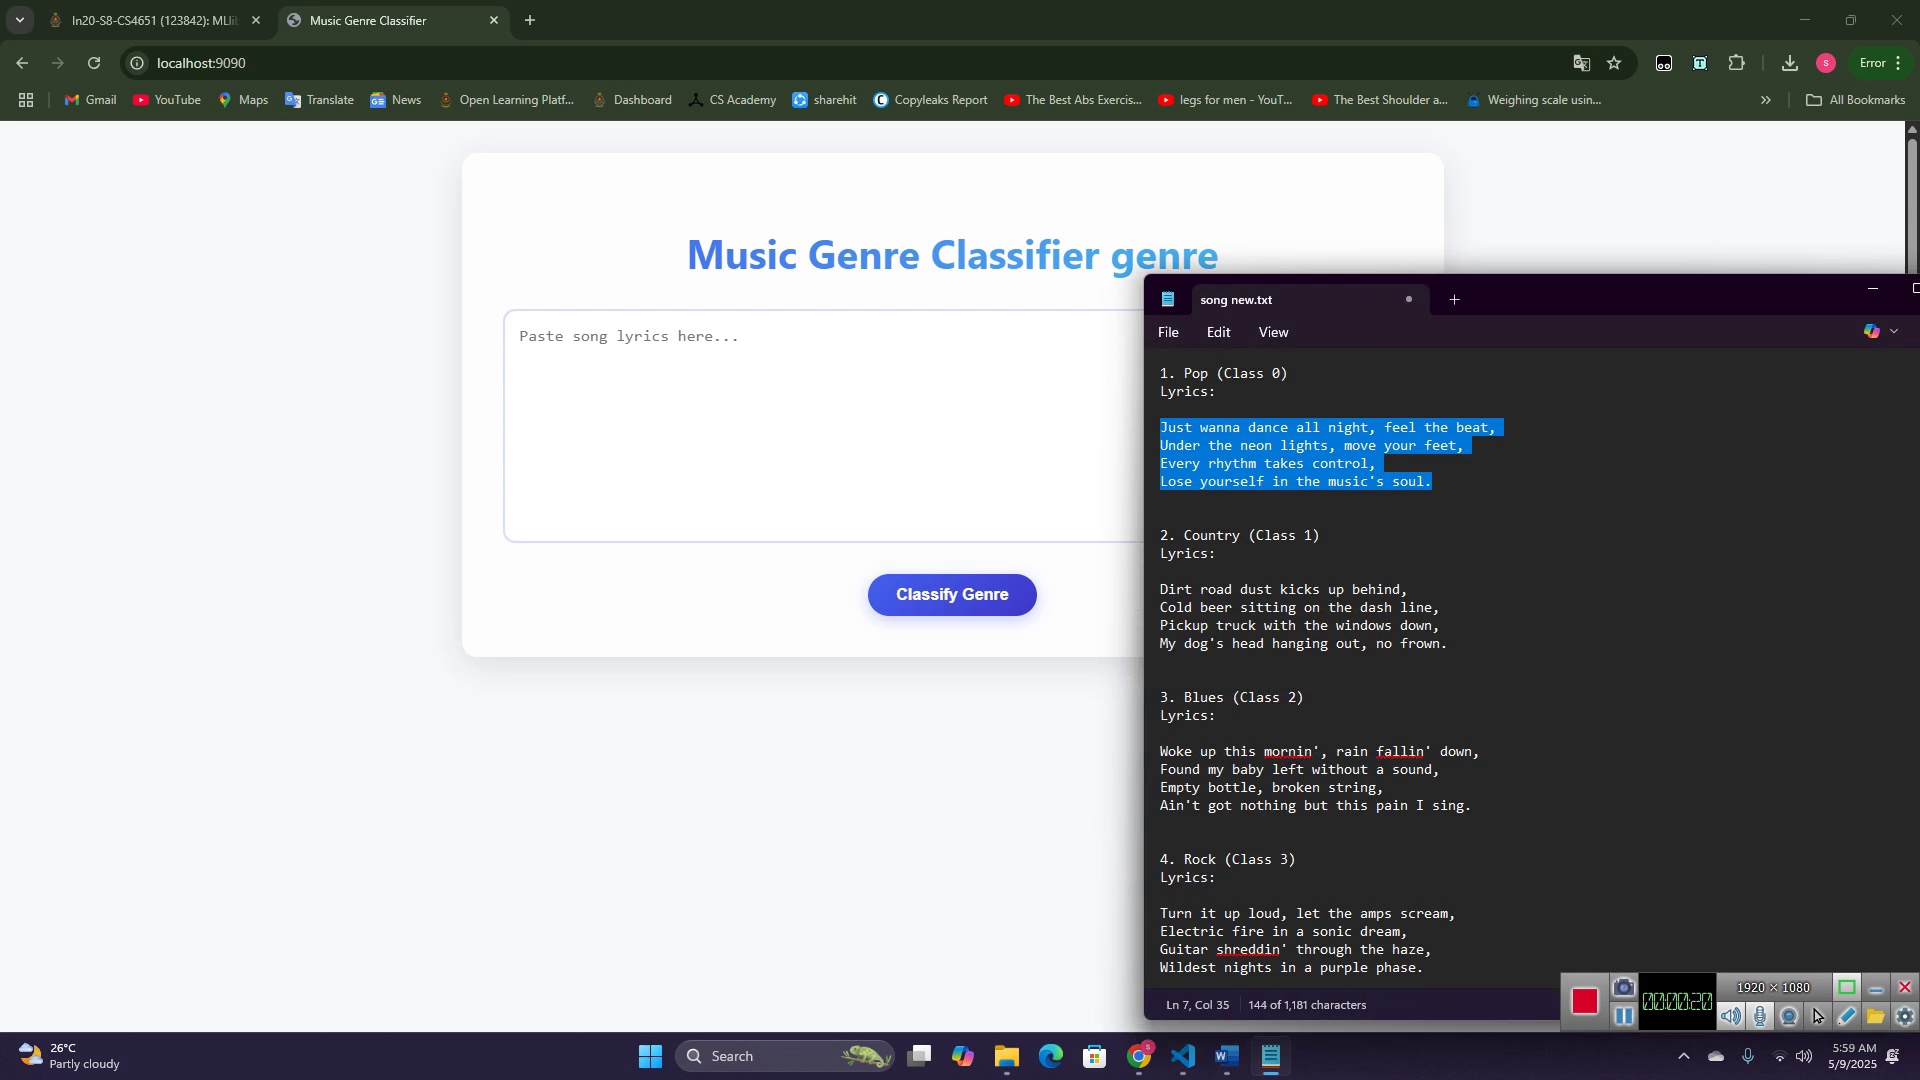 In20-S8-CS4651 (123842): MLli
Music Genre Classifier
localhost:9090
Error
Gmail
YouTube
Maps
Translate
News
Open Learning Platf...
Dashboard
CS Academy
sharehit
Copyleaks Report
The Best Abs Exercis...
legs for men - YouT...
The Best Shoulder a...
Weighing scale usin...
All Bookmarks
Music Genre Classifier genre
Paste song lyrics here...
Classify Genre
song new.txt
File Edit View
1. Pop (Class 0)
Lyrics:
Just wanna dance all night, feel the beat,
Under the neon lights, move your feet,
Every rhythm takes control,
Lose yourself in the music's soul.
2. Country (Class 1)
Lyrics:
Dirt road dust kicks up behind,
Cold beer sitting on the dash line,
Pickup truck with the windows down,
My dog's head hanging out, no frown.
3. Blues (Class 2)
Lyrics:
Woke up this mornin', rain fallin' down,
Found my baby left without a sound,
Empty bottle, broken string,
Ain't got nothing but this pain I sing.
4. Rock (Class 3)
Lyrics:
Turn it up loud, let the amps scream,
Electric fire in a sonic dream,
Guitar shreddin' through the haze,
Wildest nights in a purple phase.
Ln 7, Col 35
144 of 1,181 characters
1920 × 1080
00:00:20
26°C
Partly cloudy
Search
5:59 AM
5/9/2025